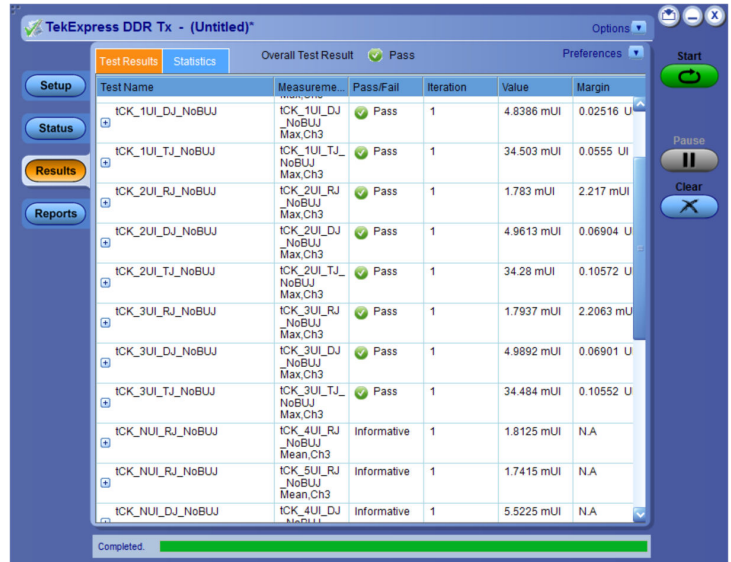 TekExpress DDR Tx - (Untitled)*
Options
Test Results
Statistics
Overall Test Result
Pass
Preferences
Start
Pause
Clear
Setup
Status
Results
Reports
Test Name Measureme... Pass/Fail Iteration Value Margin
tCK_1UI_DJ_NoBUJ tCK_1UI_DJ Pass 1 4.8386 mUI 0.02516 U
_NoBUJ
Max,Ch3
tCK_1UI_TJ_NoBUJ tCK_1UI_TJ_ Pass 1 34.503 mUI 0.0555 UI
NoBUJ
Max,Ch3
tCK_2UI_RJ_NoBUJ tCK_2UI_RJ Pass 1 1.783 mUI 2.217 mUI
_NoBUJ
Max,Ch3
tCK_2UI_DJ_NoBUJ tCK_2UI_DJ Pass 1 4.9613 mUI 0.06904 U
_NoBUJ
Max,Ch3
tCK_2UI_TJ_NoBUJ tCK_2UI_TJ_ Pass 1 34.28 mUI 0.10572 U
NoBUJ
Max,Ch3
tCK_3UI_RJ_NoBUJ tCK_3UI_RJ Pass 1 1.7937 mUI 2.2063 mU
_NoBUJ
Max,Ch3
tCK_3UI_DJ_NoBUJ tCK_3UI_DJ Pass 1 4.9892 mUI 0.06901 U
_NoBUJ
Max,Ch3
tCK_3UI_TJ_NoBUJ tCK_3UI_TJ_ Pass 1 34.484 mUI 0.10552 U
NoBUJ
Max,Ch3
tCK_NUI_RJ_NoBUJ tCK_4UI_RJ Informative 1 1.8125 mUI N.A
_NoBUJ
Mean,Ch3
tCK_NUI_RJ_NoBUJ tCK_5UI_RJ Informative 1 1.7415 mUI N.A
_NoBUJ
Mean,Ch3
tCK_NUI_DJ_NoBUJ tCK_4UI_DJ Informative 1 5.5225 mUI N.A
Completed.